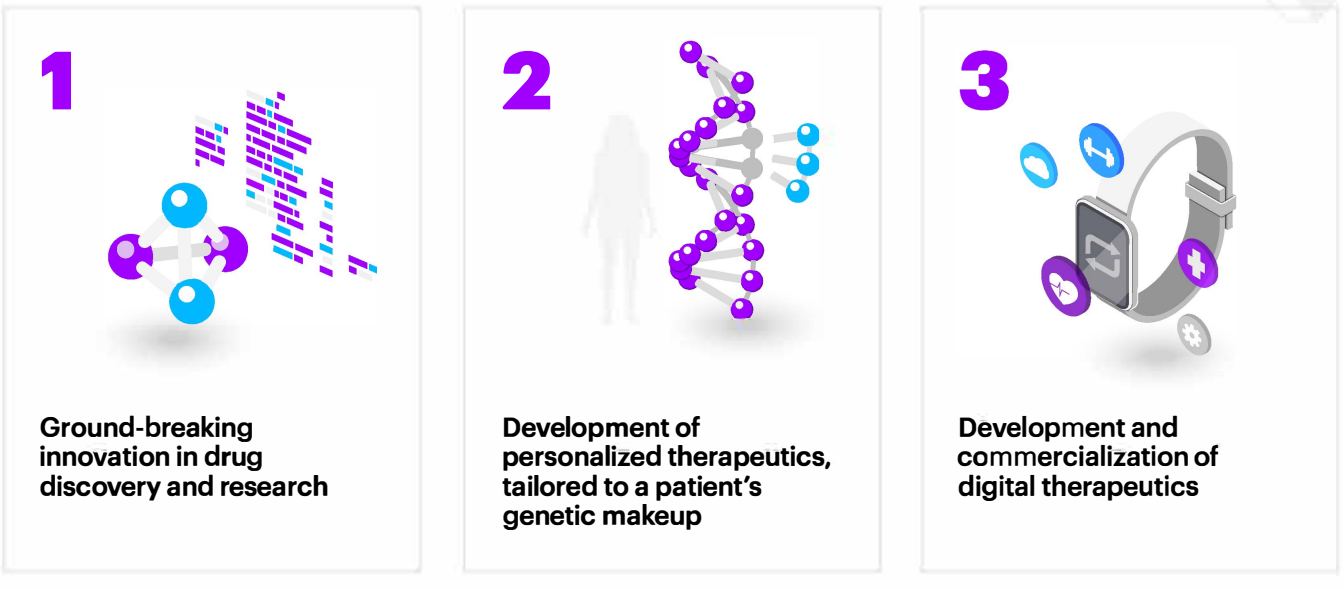 1
Ground-breaking
innovation in drug
discovery and research
2
Development of
personalized therapeutics,
tailored to a patient’s
genetic makeup
3
Development and
commercialization of
digital therapeutics